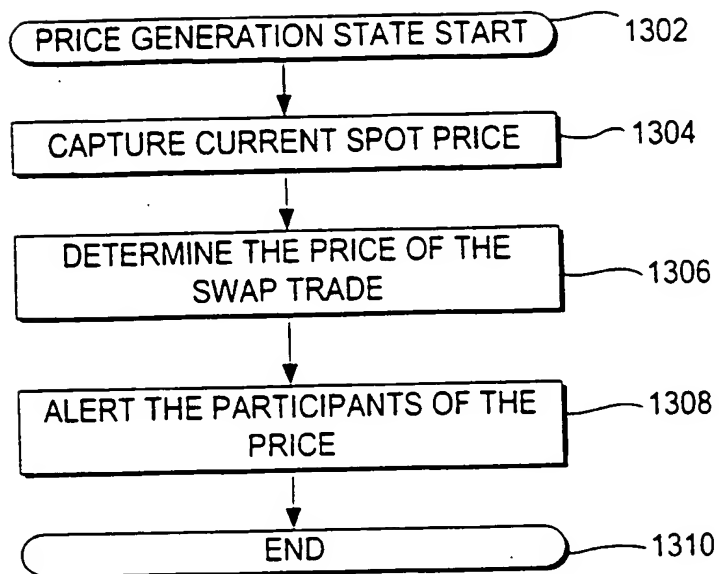 PRICE GENERATION STATE START
1302
CAPTURE CURRENT SPOT PRICE
1304
DETERMINE THE PRICE OF THE
SWAP TRADE
1306
ALERT THE PARTICIPANTS OF THE
PRICE
1308
END
1310